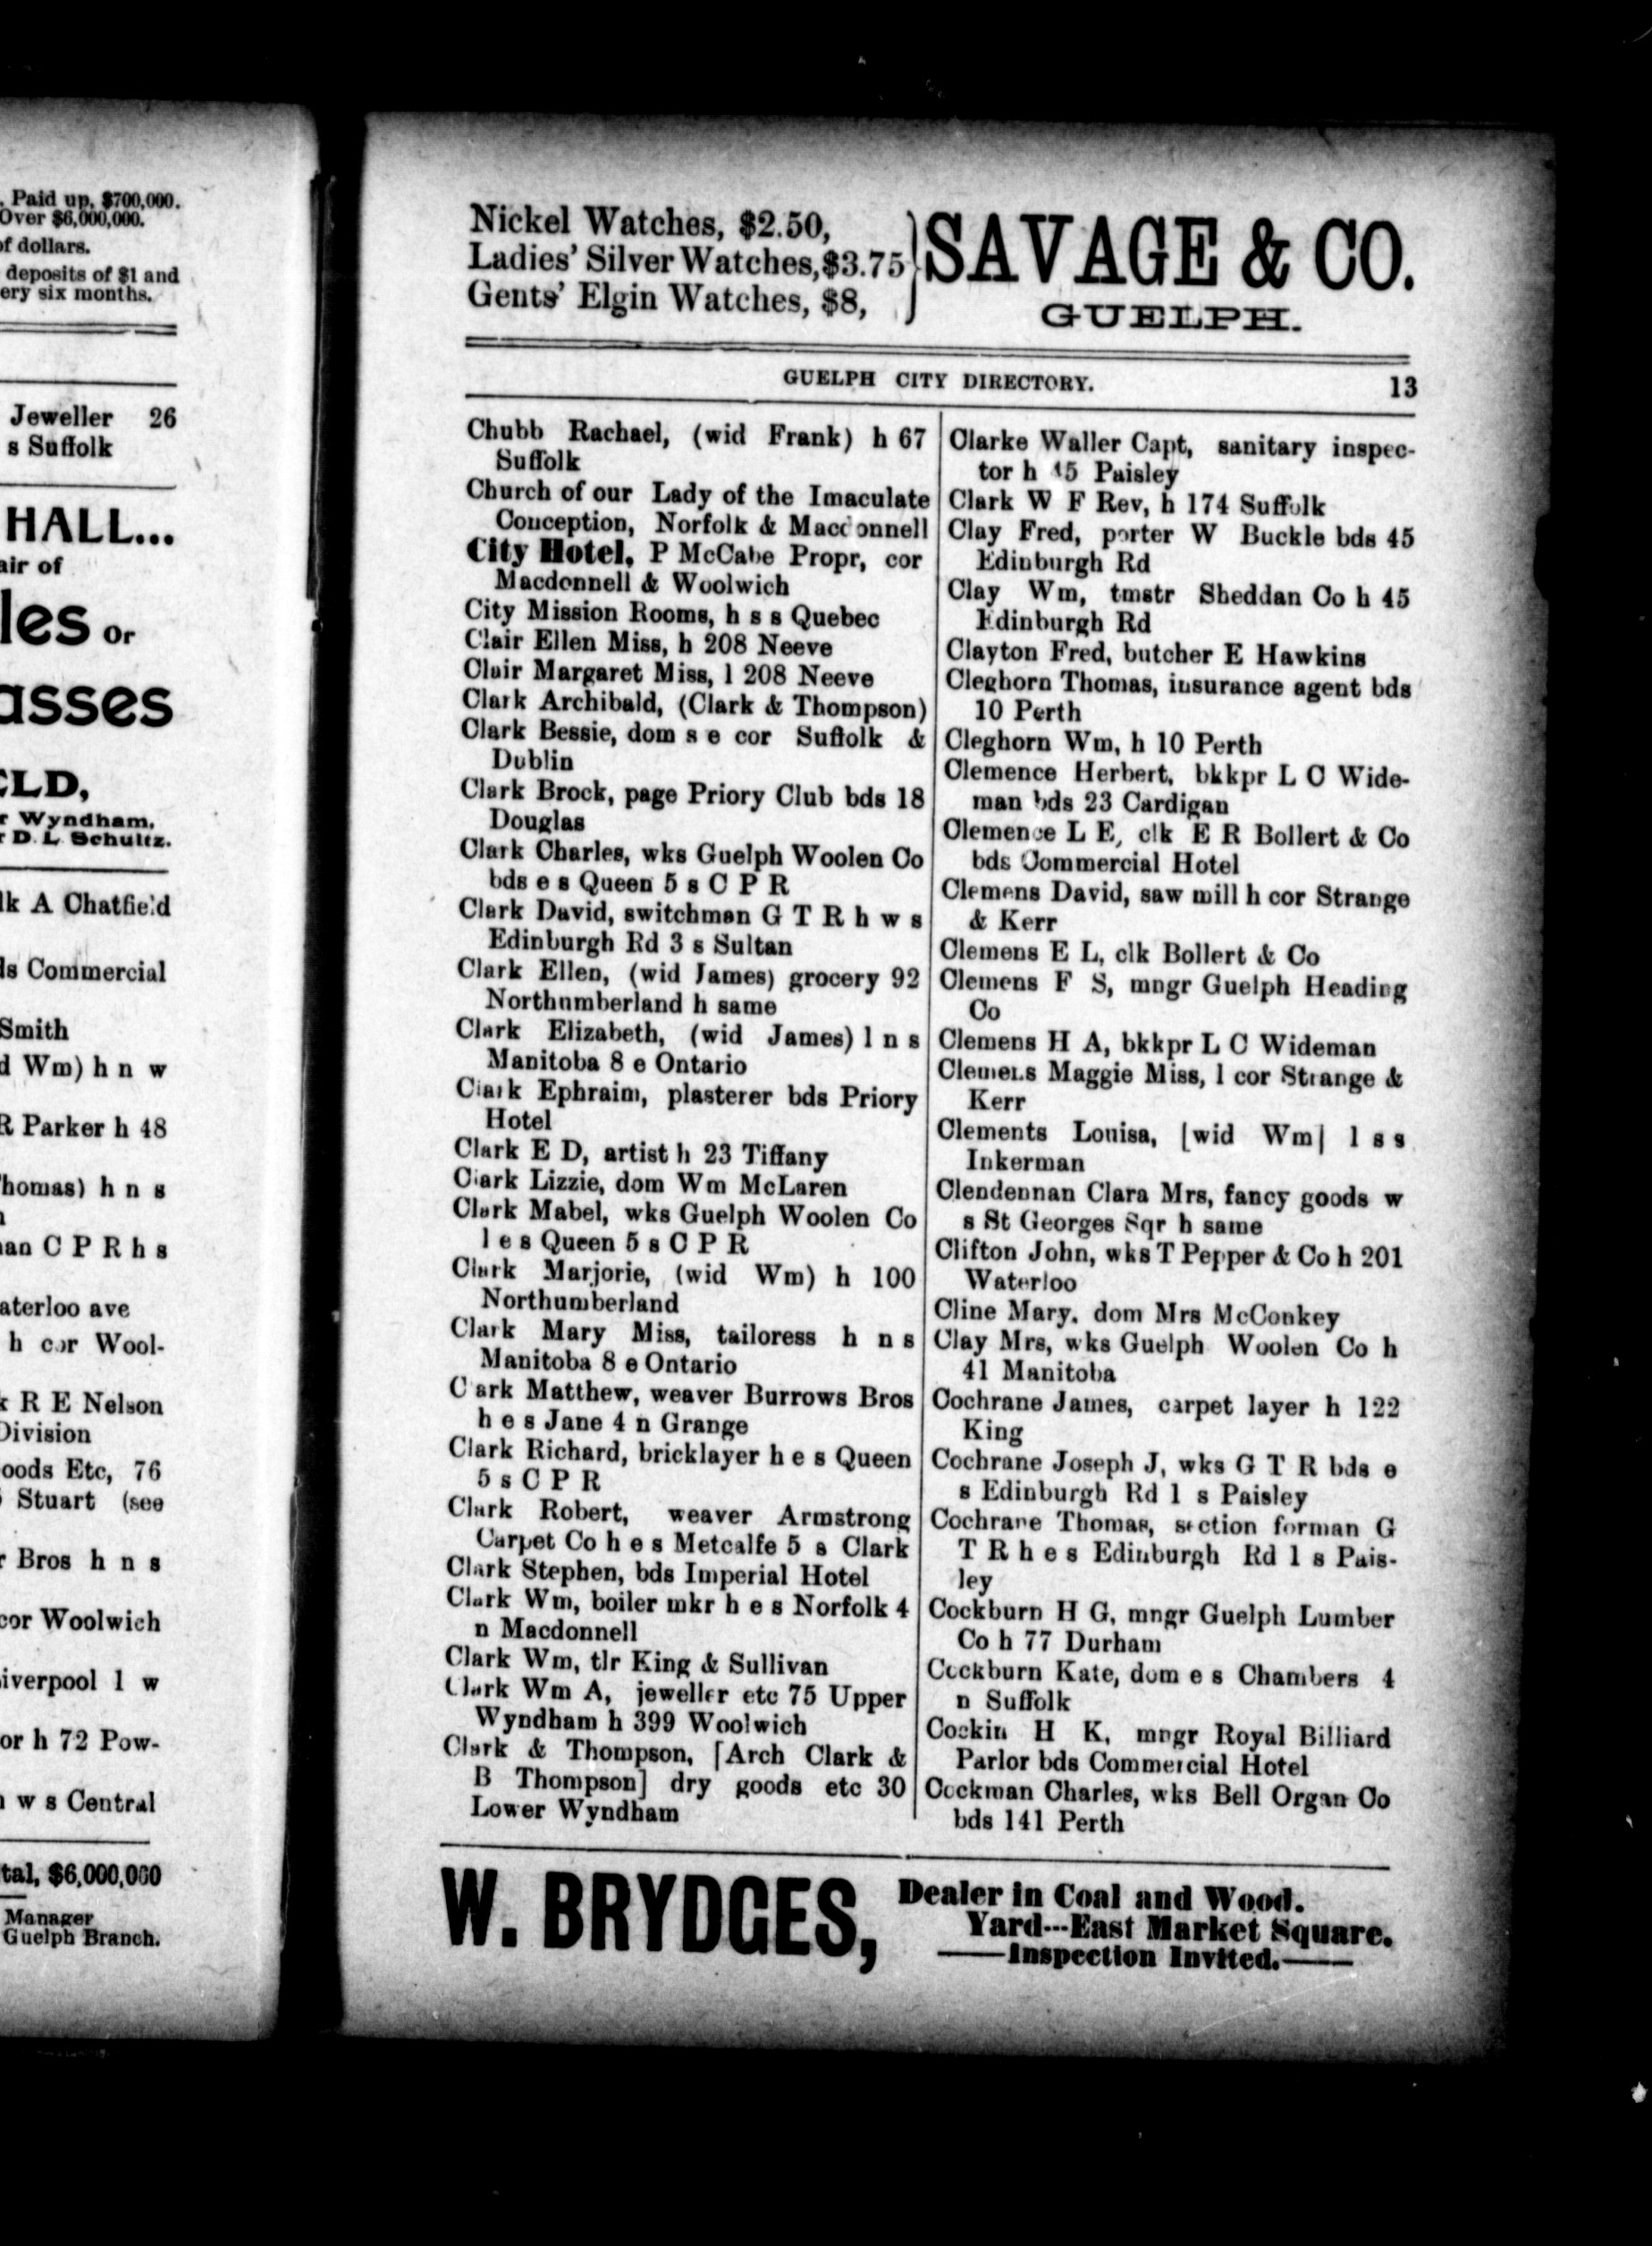 . Paid up, $700,000.
Over $6,000,000.
of dollars.
deposits of $1 and
ery six months.
Jeweller 26
s Suffolk
HALL...
air of
les or
asses
ELD,
r Wyndham.
r D. L. Schultz.
lk A Chatfield
ls Commercial
Smith
d Wm) h n w
R Parker h 48
homas) h n s
an C P R h s
aterloo ave
h cor Wool-
k R E Nelson
Division
oods Etc, 76
Stuart (see
r Bros h n s
cor Woolwich
iverpool l w
or h 72 Pow-
w s Central
tal, $6,000,000
Manager
Guelph Branch.
Nickel Watches, $2.50,
Ladies' Silver Watches, $3.75
Gents' Elgin Watches, $8,
SAVAGE & CO.
GUELPH.
GUELPH CITY DIRECTORY. 13
Chubb Rachael, (wid Frank) h 67
Suffolk
Church of our Lady of the Imaculate
Conception, Norfolk & Macdonnell
City Hotel, P McCabe Propr, cor
Macdonnell & Woolwich
City Mission Rooms, h s s Quebec
Clair Ellen Miss, h 208 Neeve
Clair Margaret Miss, l 208 Neeve
Clark Archibald, (Clark & Thompson)
Clark Bessie, dom s e cor Suffolk &
Dublin
Clark Brock, page Priory Club bds 18
Douglas
Clark Charles, wks Guelph Woolen Co
bds e s Queen 5 s C P R
Clark David, switchman G T R h w s
Edinburgh Rd 3 s Sultan
Clark Ellen, (wid James) grocery 92
Northumberland h same
Clark Elizabeth, (wid James) l n s
Manitoba 8 e Ontario
Clark Ephraim, plasterer bds Priory
Hotel
Clark E D, artist h 23 Tiffany
Clark Lizzie, dom Wm McLaren
Clark Mabel, wks Guelph Woolen Co
l e s Queen 5 s C P R
Clark Marjorie, (wid Wm) h 100
Northumberland
Clark Mary Miss, tailoress h n s
Manitoba 8 e Ontario
Clark Matthew, weaver Burrows Bros
h e s Jane 4 n Grange
Clark Richard, bricklayer h e s Queen
5 s C P R
Clark Robert, weaver Armstrong
Carpet Co h e s Metcalfe 5 s Clark
Clark Stephen, bds Imperial Hotel
Clark Wm, boiler mkr h e s Norfolk 4
n Macdonnell
Clark Wm, tlr King & Sullivan
Clark Wm A, jeweller etc 75 Upper
Wyndham h 399 Woolwich
Clark & Thompson, [Arch Clark &
B Thompson] dry goods etc 30
Lower Wyndham
Clarke Waller Capt, sanitary inspec-
tor h 45 Paisley
Clark W F Rev, h 174 Suffolk
Clay Fred, porter W Buckle bds 45
Edinburgh Rd
Clay Wm, tmstr Sheddan Co h 45
Edinburgh Rd
Clayton Fred, butcher E Hawkins
Cleghorn Thomas, insurance agent bds
10 Perth
Cleghorn Wm, h 10 Perth
Clemence Herbert, bkkpr L C Wide-
man bds 23 Cardigan
Clemence L E, clk E R Bollert & Co
bds Commercial Hotel
Clemens David, saw mill h cor Strange
& Kerr
Clemens E L, clk Bollert & Co
Clemens F S, mngr Guelph Heading
Co
Clemens H A, bkkpr L C Wideman
Clemens Maggie Miss, l cor Strange &
Kerr
Clements Louisa, [wid Wm] l s s
Inkerman
Clendennan Clara Mrs, fancy goods w
s St Georges Sqr h same
Clifton John, wks T Pepper & Co h 201
Waterloo
Cline Mary. dom Mrs McConkey
Clay Mrs, wks Guelph Woolen Co h
41 Manitoba
Cochrane James, carpet layer h 122
King
Cochrane Joseph J, wks G T R bds e
s Edinburgh Rd 1 s Paisley
Cochrane Thomas, section forman G
T R h e s Edinburgh Rd 1 s Pais-
ley
Cockburn H G, mngr Guelph Lumber
Co h 77 Durham
Cockburn Kate, dom e s Chambers 4
n Suffolk
Cockin H K, mngr Royal Billiard
Parlor bds Commercial Hotel
Cockman Charles, wks Bell Organ Co
bds 141 Perth
W. BRYDGES,
Dealer in Coal and Wood.
Yard---East Market Square.
Inspection Invited.